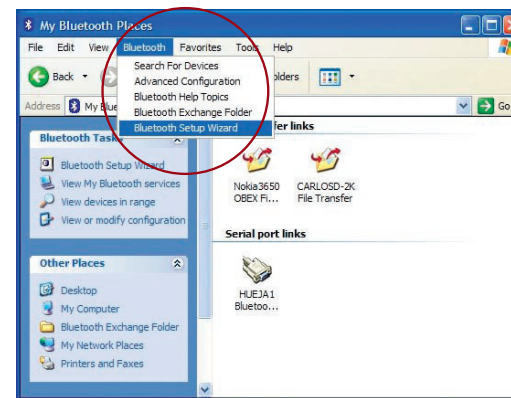 My Bluetooth Places
File Edit View Bluetooth Favorites Tools Help
Back
Search For Devices
Advanced Configuration
Bluetooth Help Topics
Bluetooth Exchange Folder
Bluetooth Setup Wizard
olders
Address My Blue
Go
fer links
Bluetooth Tasks
Bluetooth Setup Wizard
View My Bluetooth services
View devices in range
View or modify configuration
Nokia3650
OBEX Fi...
CARLOSD-2K
File Transfer
Serial port links
HUEJA1
Bluetoo...
Other Places
Desktop
My Computer
Bluetooth Exchange Folder
My Network Places
Printers and Faxes